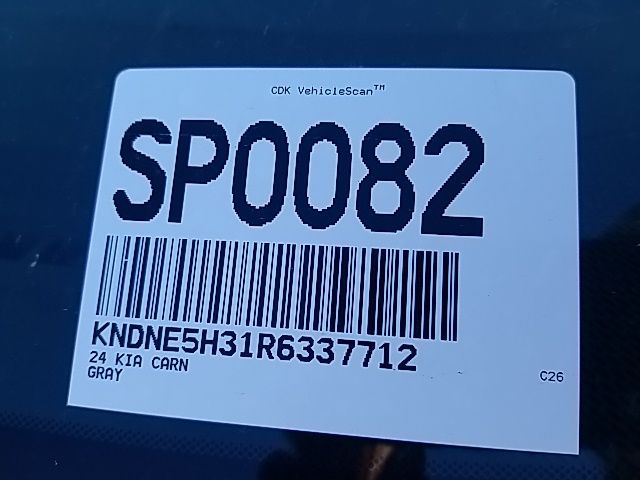 CDK VehicleScan™
SP0082
KNDNE5H31R6337712
24 KIA CARN
GRAY
C26